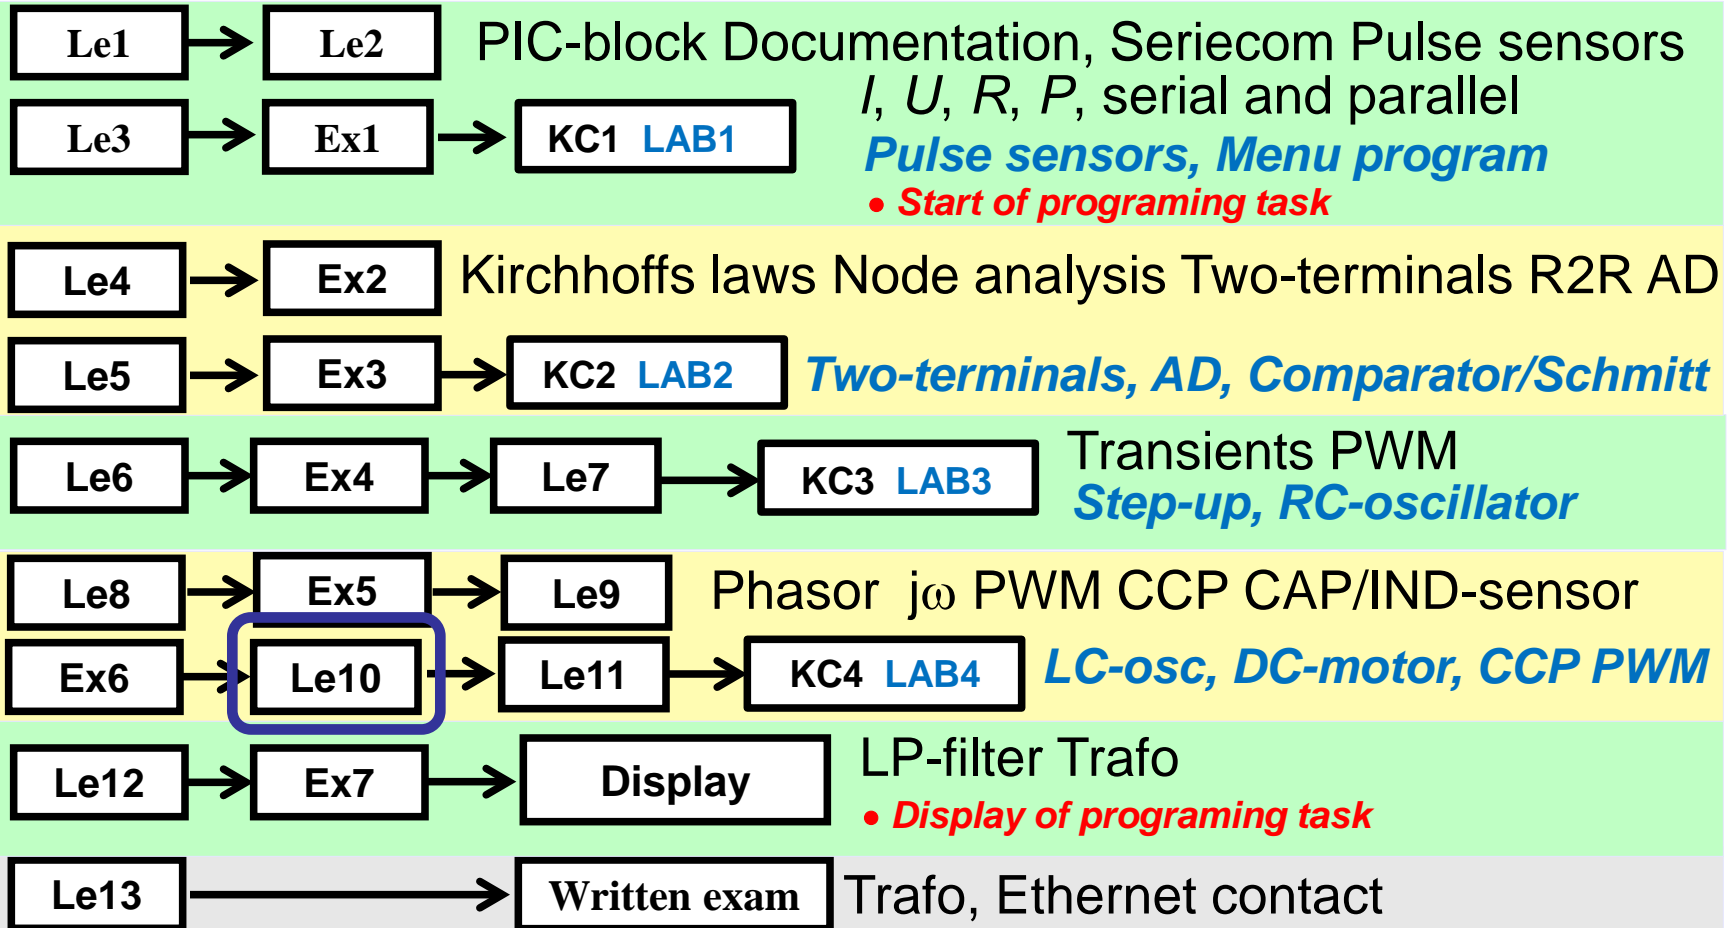 Le1 Le2 PIC-block Documentation, Seriecom Pulse sensors
I, U, R, P, serial and parallel
Le3 Ex1 KC1 LAB1 Pulse sensors, Menu program
• Start of programing task
Le4 Ex2 Kirchhoffs laws Node analysis Two-terminals R2R AD
Le5 Ex3 KC2 LAB2 Two-terminals, AD, Comparator/Schmitt
Le6 Ex4 Le7 KC3 LAB3 Transients PWM
Step-up, RC-oscillator
Le8 Ex5 Le9 Phasor jω PWM CCP CAP/IND-sensor
Ex6 Le10 Le11 KC4 LAB4 LC-osc, DC-motor, CCP PWM
Le12 Ex7 Display LP-filter Trafo
• Display of programing task
Le13 Written exam Trafo, Ethernet contact